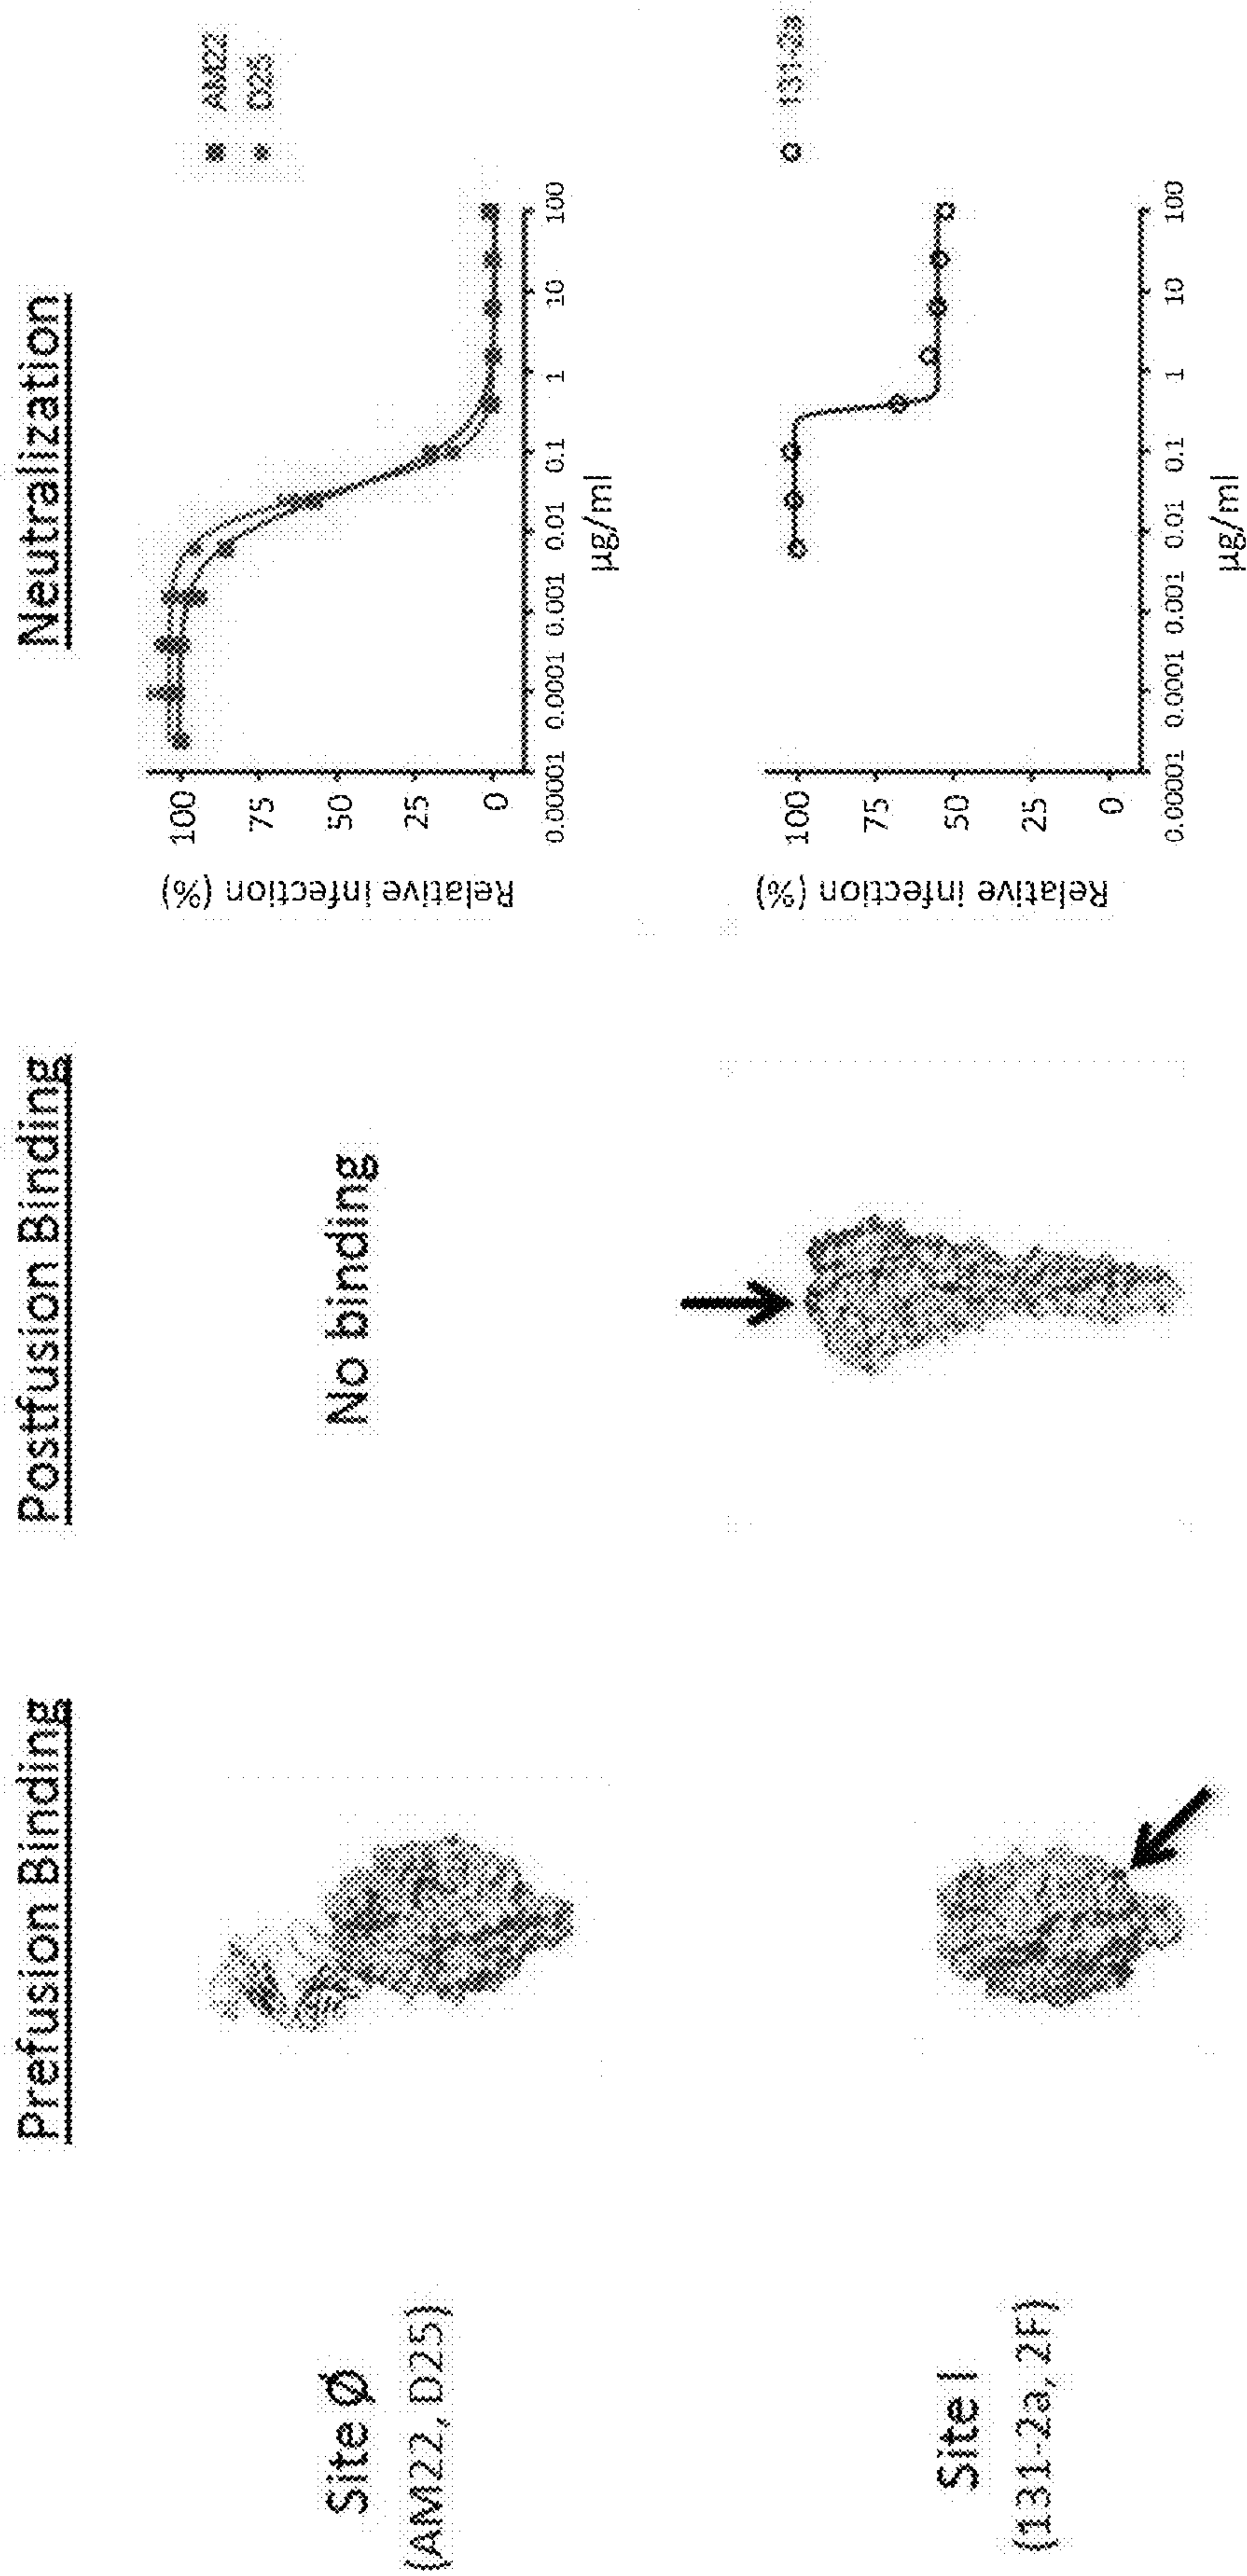 Prefusion Binding
Postfusion Binding
Neutralization
Site Ø
(AM22, D25)
No binding
Relative infection (%)
100
75
50
25
0
0.00001 0.0001 0.001 0.01 0.1 1 10 100
µg/ml
AM22
D25
Site I
(131-2a, 2F)
Relative infection (%)
100
75
50
25
0
0.00001 0.0001 0.001 0.01 0.1 1 10 100
µg/ml
131-2a